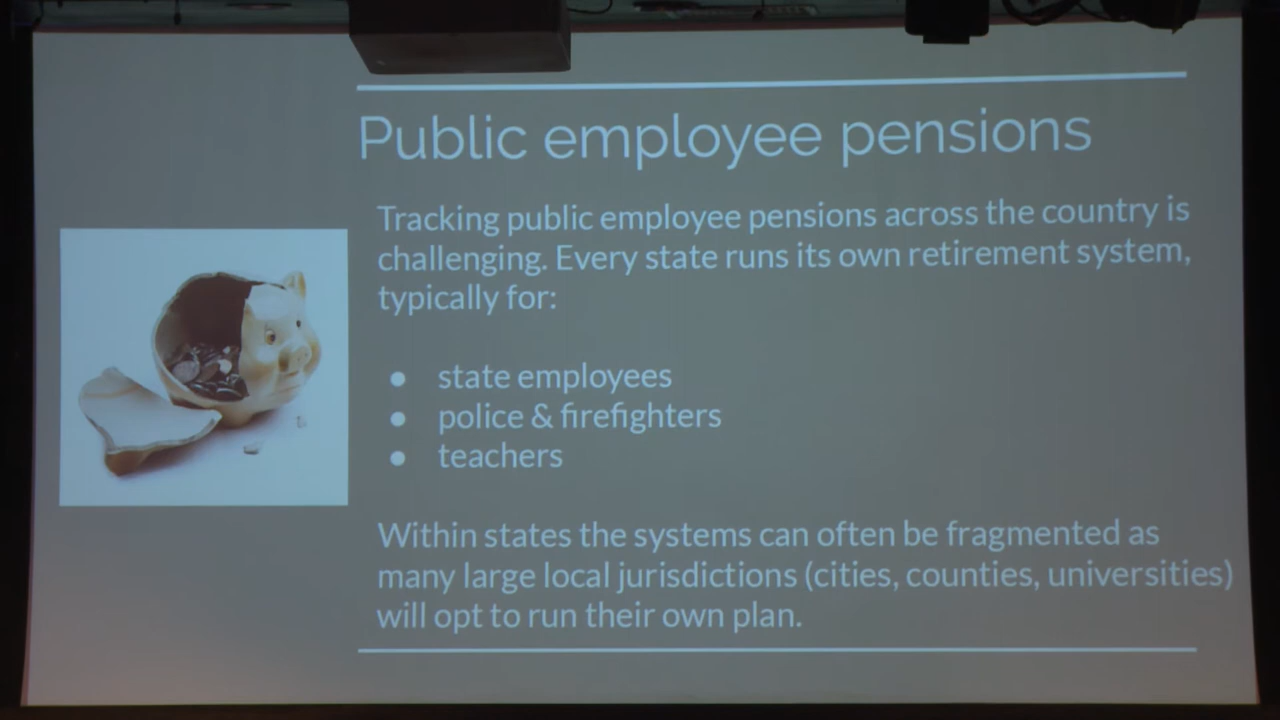 Public employee pensions
Tracking public employee pensions across the country is
challenging. Every state runs its own retirement system,
typically for:
● state employees
● police & firefighters
● teachers
Within states the systems can often be fragmented as
many large local jurisdictions (cities, counties, universities)
will opt to run their own plan.